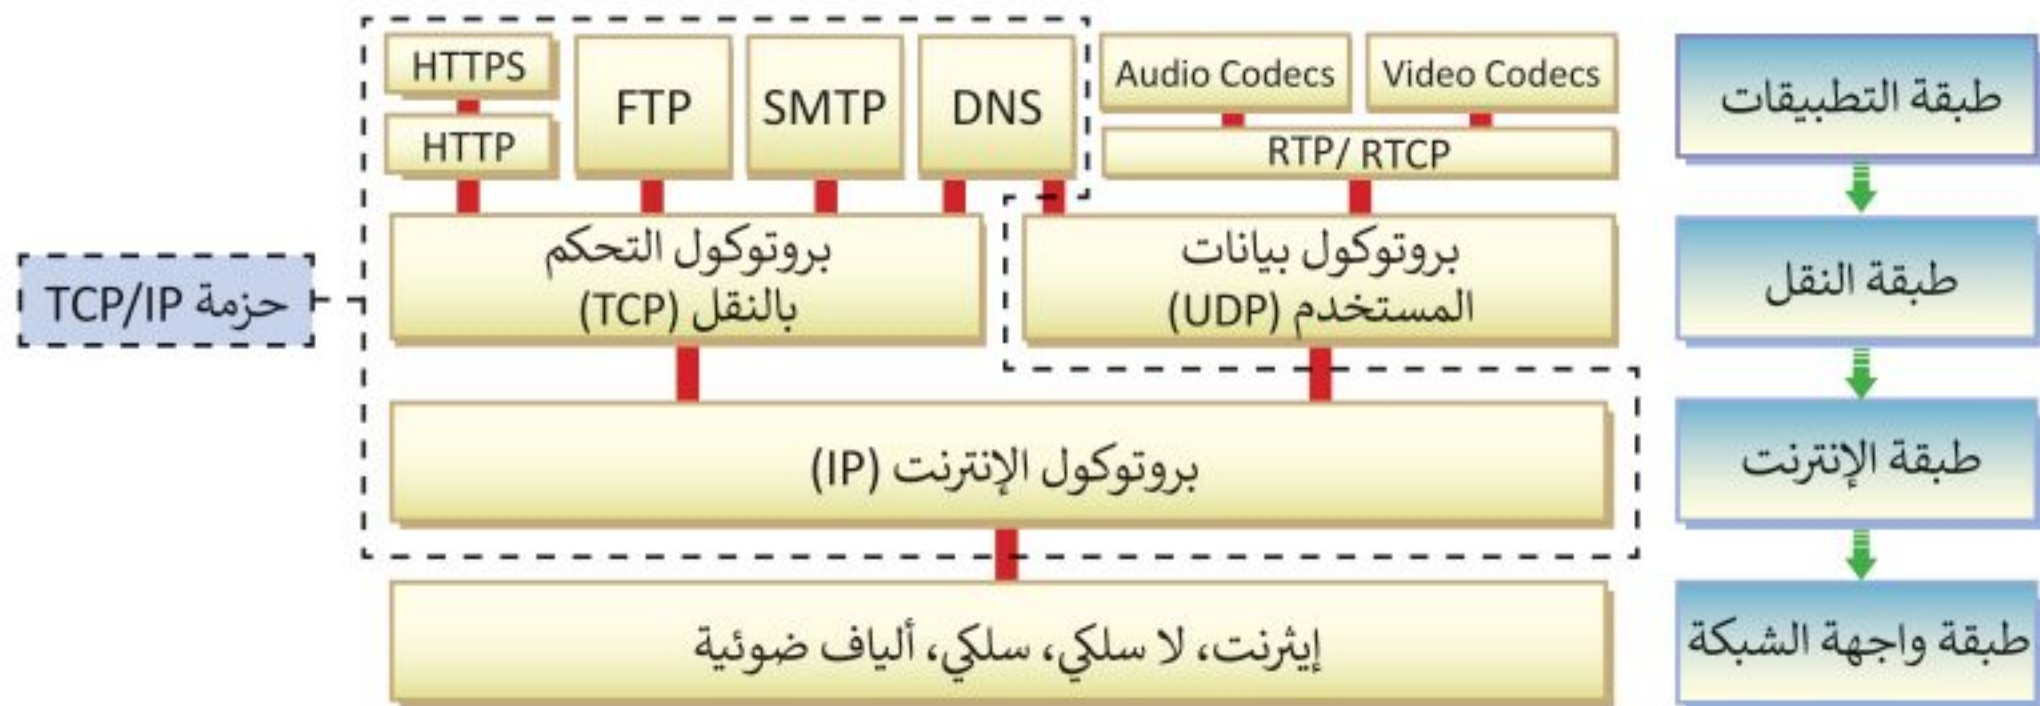 HTTPS
HTTP
FTP
SMTP
DNS
Audio Codecs
Video Codecs
RTP/ RTCP
طبقة التطبيقات
حزمة TCP/IP
بروتوكول التحكم
بالنقل (TCP)
بروتوكول بيانات
المستخدم (UDP)
طبقة النقل
بروتوكول الإنترنت (IP)
طبقة الإنترنت
إيثرنت، لا سلكي، سلكي، ألياف ضوئية
طبقة واجهة الشبكة